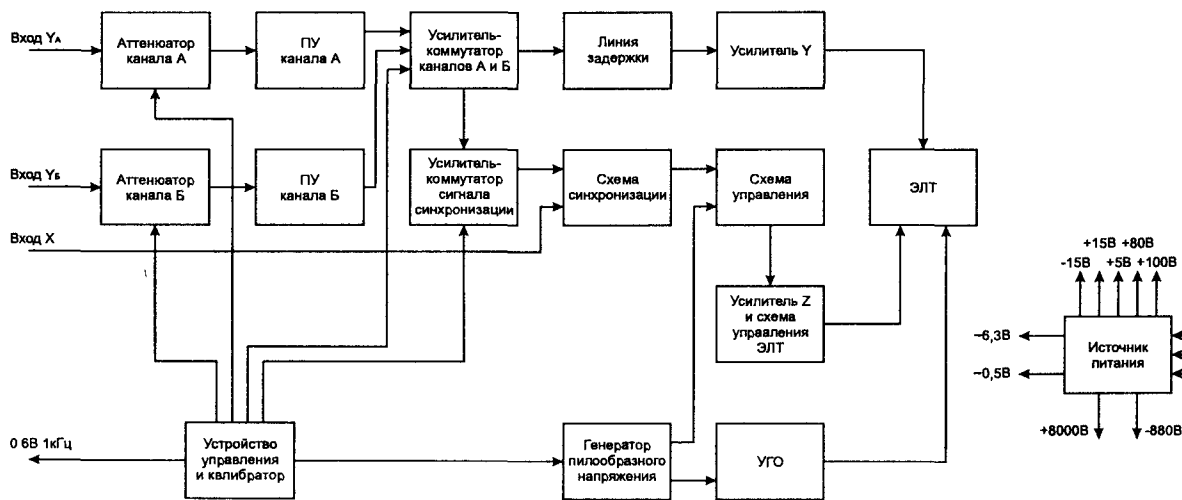 Вход YА
Аттенюатор
канала А
ПУ
канала А
Усилитель-
коммутатор
каналов А и Б
Линия
задержки
Усилитель Y
Вход YБ
Аттенюатор
канала Б
ПУ
канала Б
Усилитель-
коммутатор
сигнала
синхронизации
Схема
синхронизации
Схема
управления
ЭЛТ
Вход X
Усилитель Z
и схема
управления
ЭЛТ
+15В +80В
-15В +5В +100В
~6,3В
~0,5В
Источник
питания
+8000В
-880В
0 6В 1кГц
Устройство
управления
и калибратор
Генератор
пилообразного
напряжения
УГО